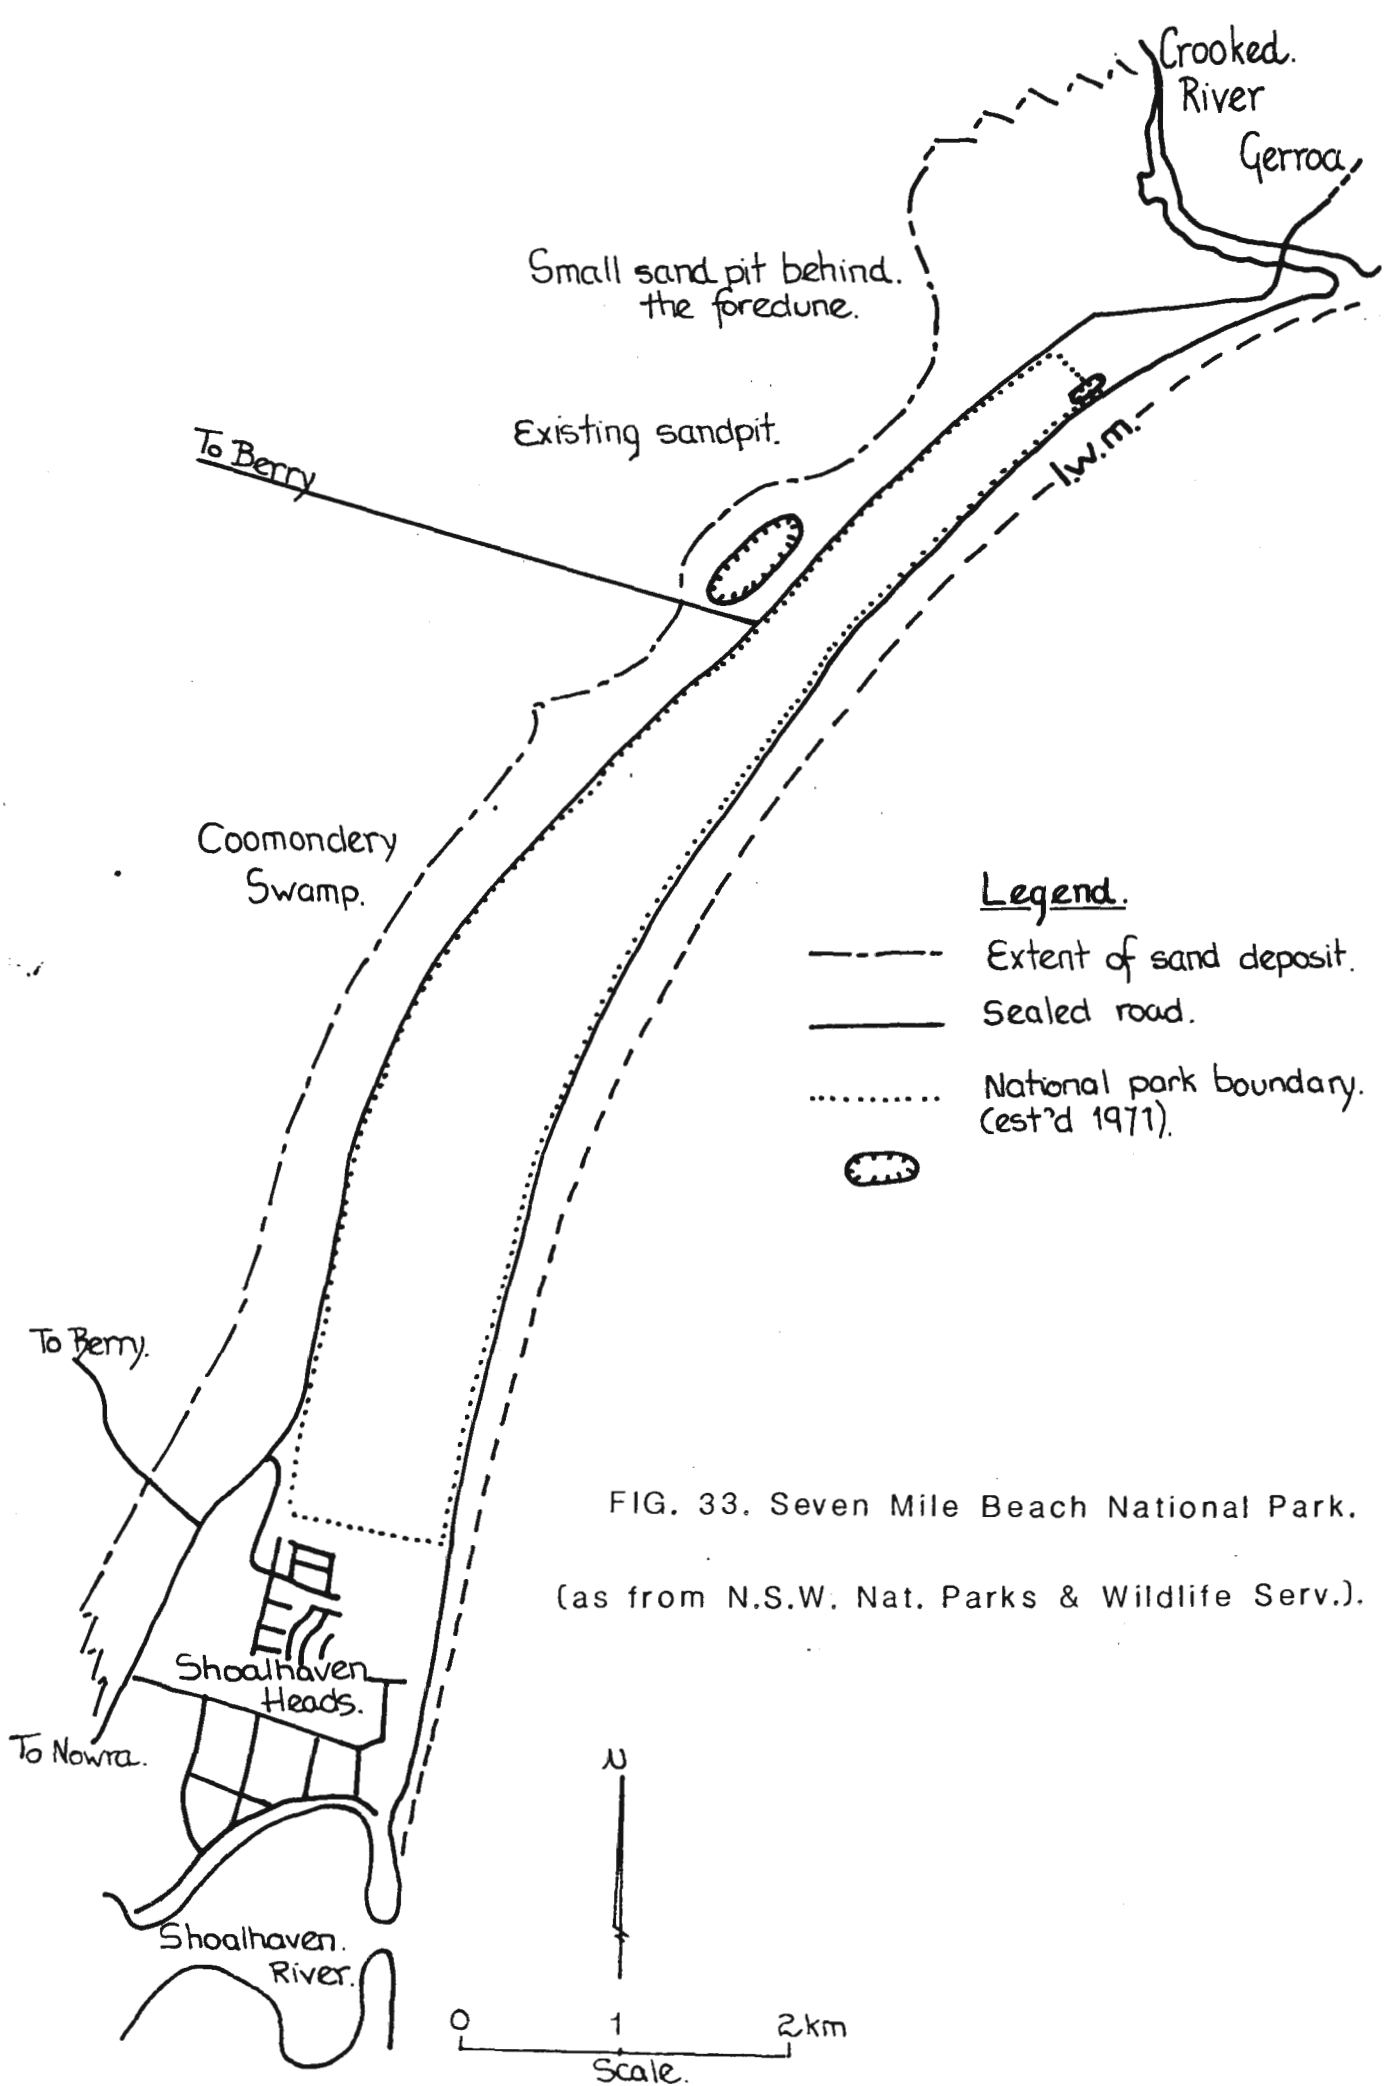 Crooked.
River
Gerroa
Small sand pit behind.
the foredune.
Existing sandpit.
To Berry
l.w.m.
Coomondery
Swamp.
Legend.
Extent of sand deposit.
Sealed road.
National park boundary.
(est'd 1971).
To Berry.
FIG. 33. Seven Mile Beach National Park.
(as from N.S.W. Nat. Parks & Wildlife Serv.).
Shoalhaven
Heads.
To Nowra.
N
Shoalhaven.
River.
0 1 2km
Scale.